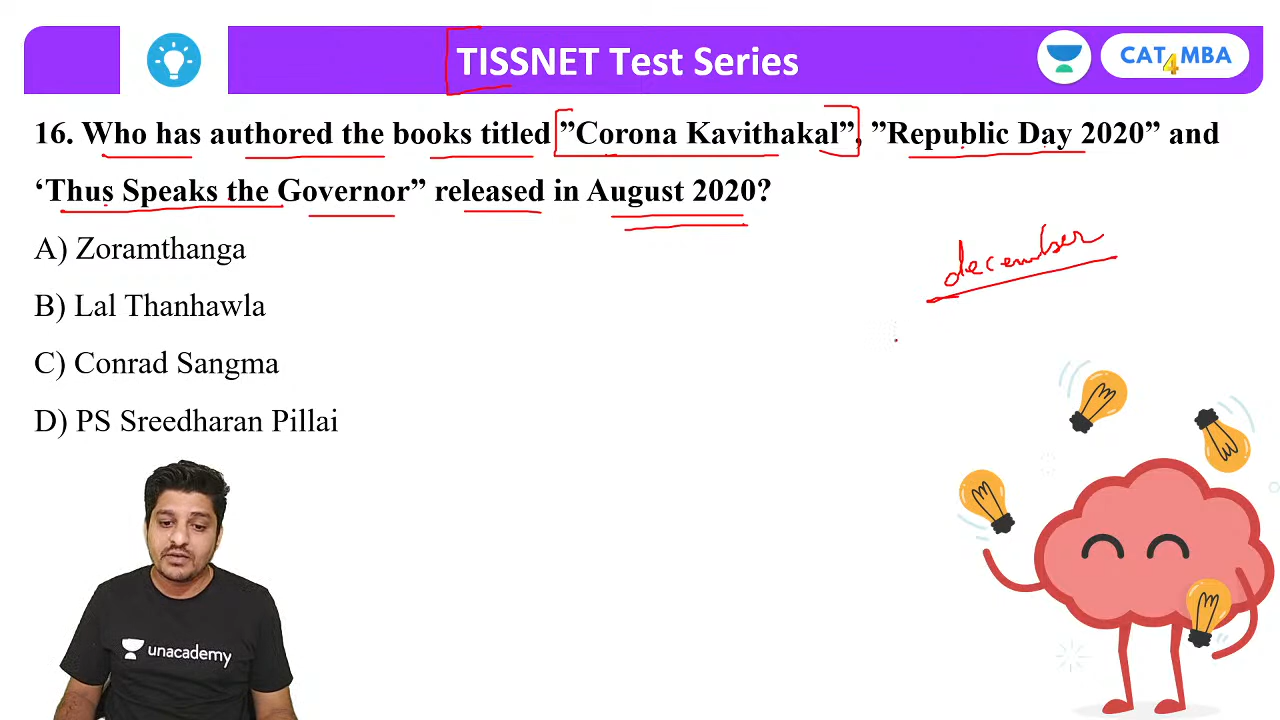 TISSNET Test Series
CAT4MBA
16. Who has authored the books titled ”Corona Kavithakal”, ”Republic Day 2020” and
‘Thus Speaks the Governor” released in August 2020?
december
A) Zoramthanga
B) Lal Thanhawla
C) Conrad Sangma
D) PS Sreedharan Pillai
unacademy